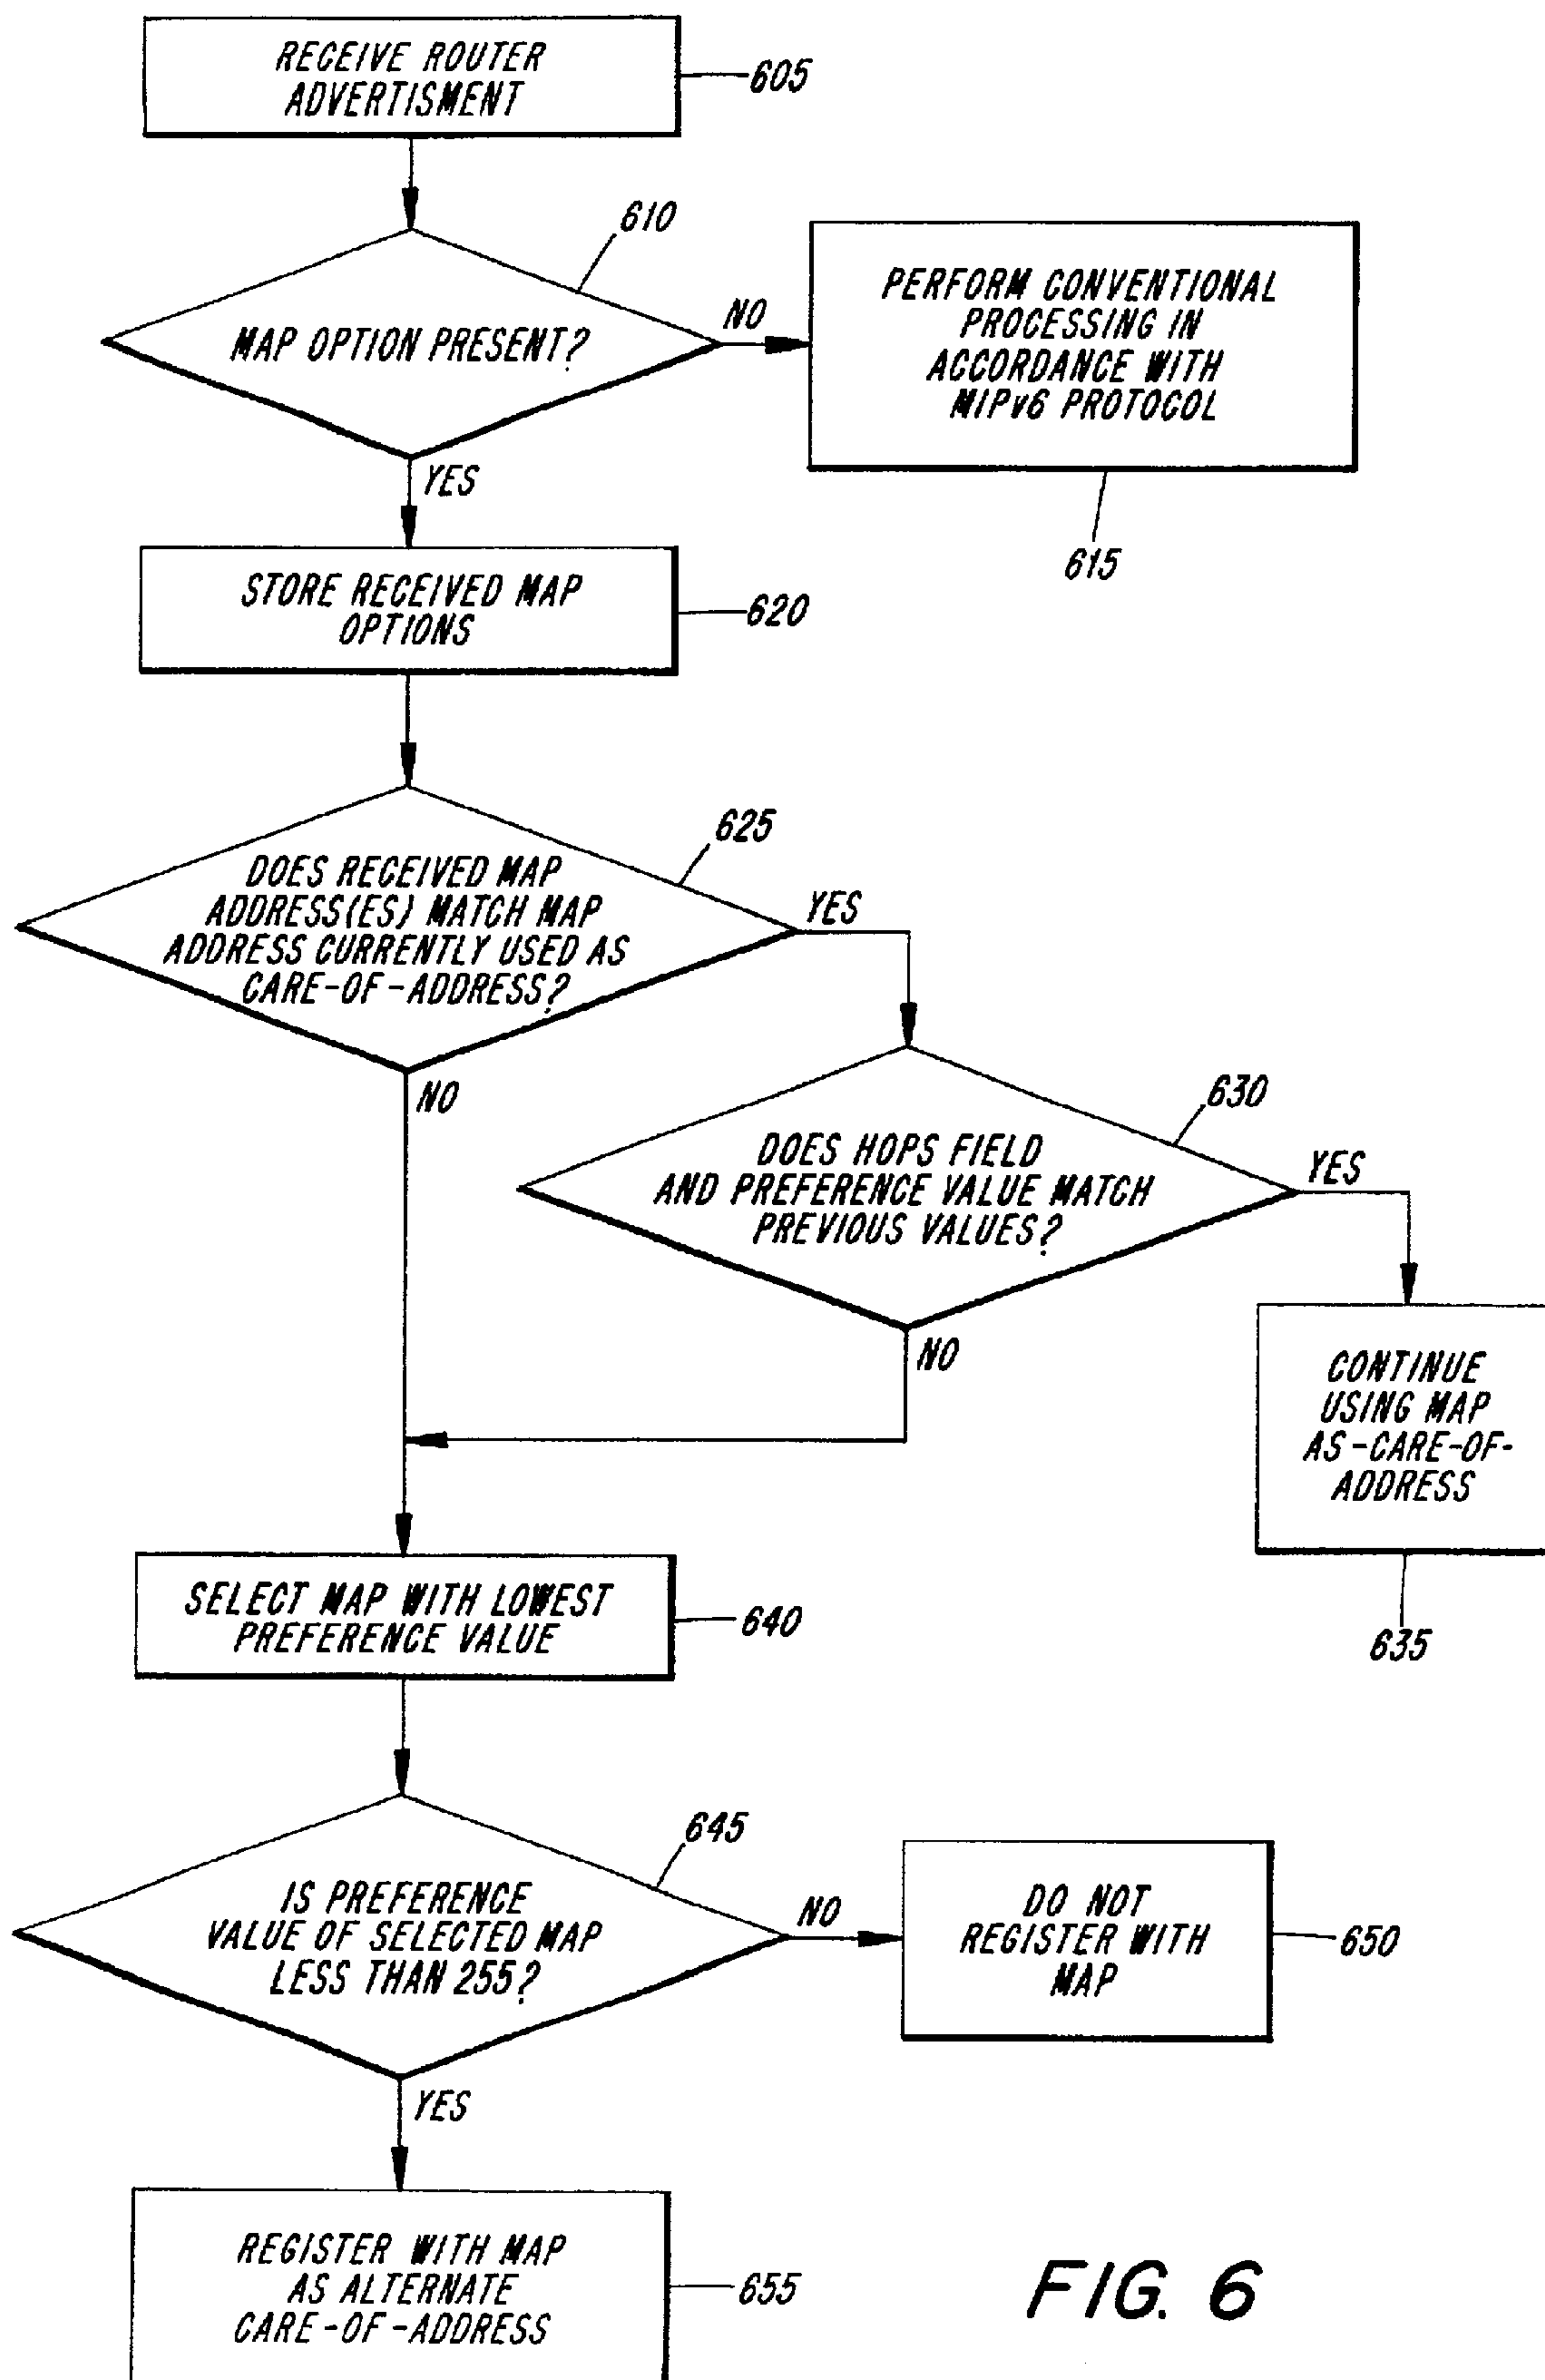 RECEIVE ROUTER
ADVERTISMENT
605
610
MAP OPTION PRESENT?
NO
PERFORM CONVENTIONAL
PROCESSING IN
ACCORDANCE WITH
MIPv6 PROTOCOL
615
YES
STORE RECEIVED MAP
OPTIONS
620
625
DOES RECEIVED MAP
ADDRESS(ES) MATCH MAP
ADDRESS CURRENTLY USED AS
CARE-OF-ADDRESS?
YES
NO
630
DOES HOPS FIELD
AND PREFERENCE VALUE MATCH
PREVIOUS VALUES?
YES
NO
CONTINUE
USING MAP
AS-CARE-OF-
ADDRESS
635
SELECT MAP WITH LOWEST
PREFERENCE VALUE
640
645
IS PREFERENCE
VALUE OF SELECTED MAP
LESS THAN 255?
NO
DO NOT
REGISTER WITH
MAP
650
YES
REGISTER WITH MAP
AS ALTERNATE
CARE-OF-ADDRESS
655
FIG. 6